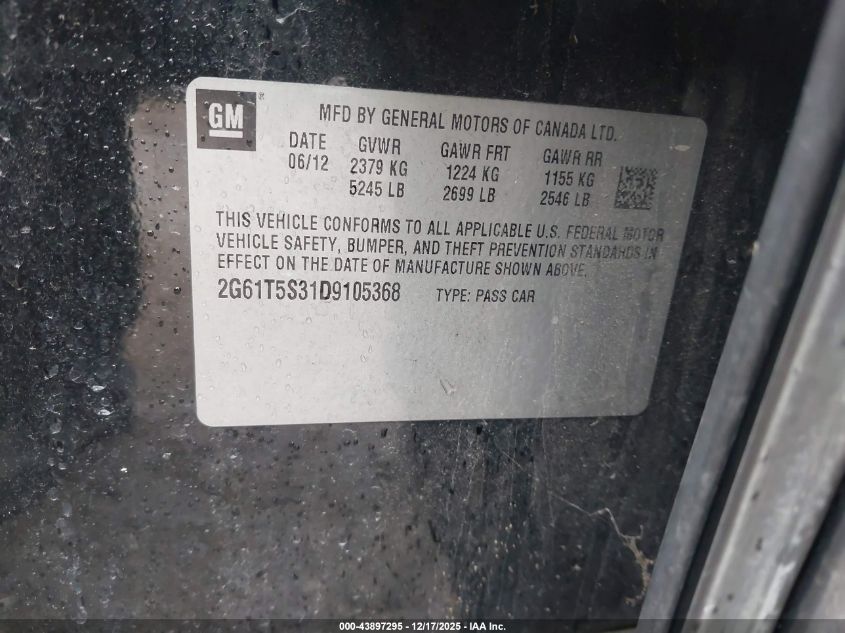 GM
MFD BY GENERAL MOTORS OF CANADA LTD.
DATE GVWR GAWR FRT GAWR RR
06/12 2379 KG 1224 KG 1155 KG
5245 LB 2699 LB 2546 LB
THIS VEHICLE CONFORMS TO ALL APPLICABLE U.S. FEDERAL MOTOR
VEHICLE SAFETY, BUMPER, AND THEFT PREVENTION STANDARDS IN
EFFECT ON THE DATE OF MANUFACTURE SHOWN ABOVE.
2G61T5S31D9105368 TYPE: PASS CAR
000-43897295 - 12/17/2025 - IAA Inc.